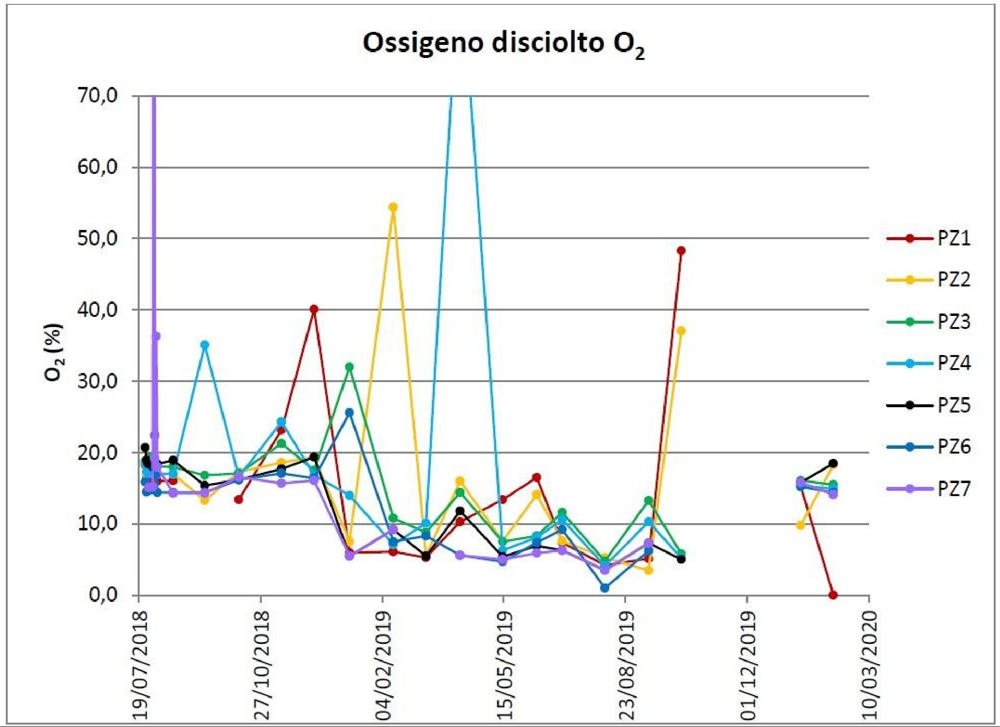 Ossigeno disciolto O₂
70,0
60,0
50,0
40,0
30,0
20,0
10,0
0,0
O₂ (%)
19/07/2018
27/10/2018
04/02/2019
15/05/2019
23/08/2019
01/12/2019
10/03/2020
PZ1
PZ2
PZ3
PZ4
PZ5
PZ6
PZ7